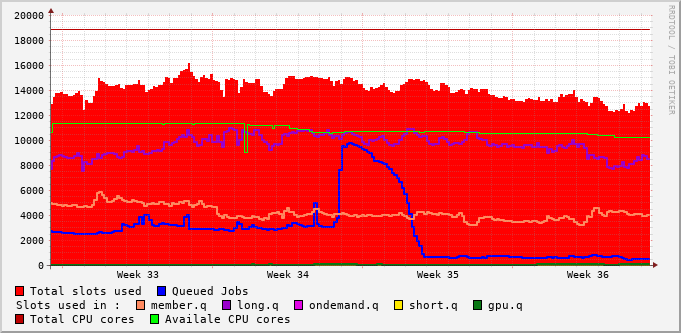 20000
18000
16000
14000
12000
10000
8000
6000
4000
2000
0
Week 33 Week 34 Week 35 Week 36
RRDTOOL / TOBI OETIKER
Total slots used Queued Jobs
Slots used in : member.q long.q ondemand.q short.q gpu.q
Total CPU cores Availale CPU cores